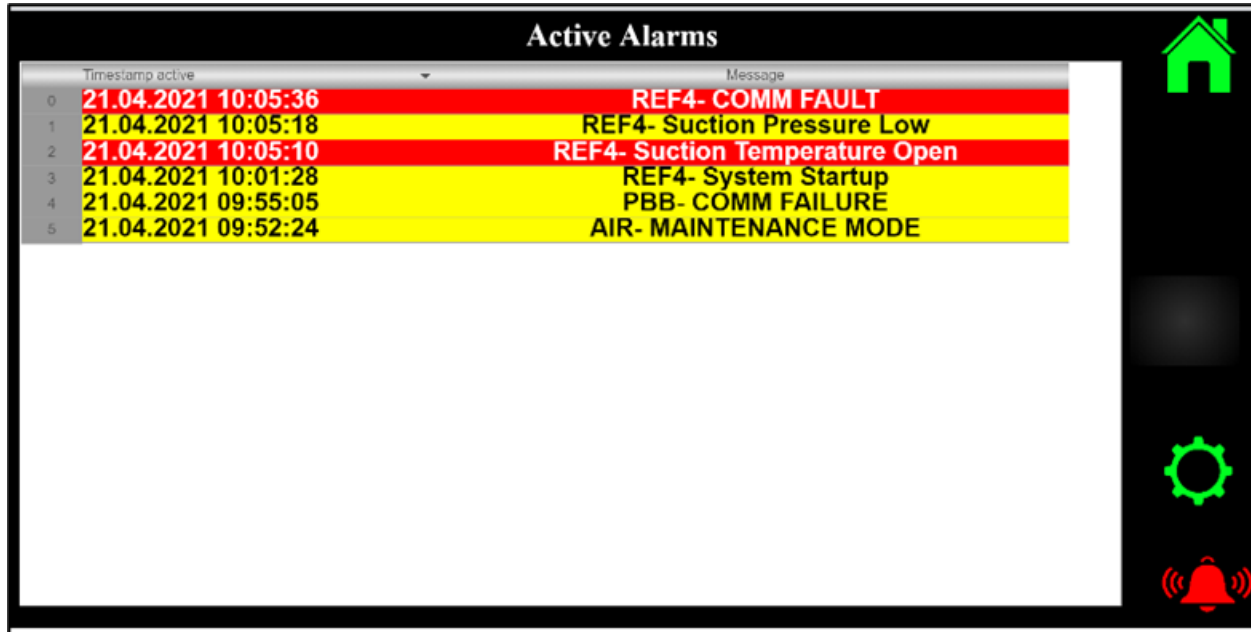 Active Alarms
Timestamp active Message
0 21.04.2021 10:05:36 REF4- COMM FAULT
1 21.04.2021 10:05:18 REF4- Suction Pressure Low
2 21.04.2021 10:05:10 REF4- Suction Temperature Open
3 21.04.2021 10:01:28 REF4- System Startup
4 21.04.2021 09:55:05 PBB- COMM FAILURE
5 21.04.2021 09:52:24 AIR- MAINTENANCE MODE